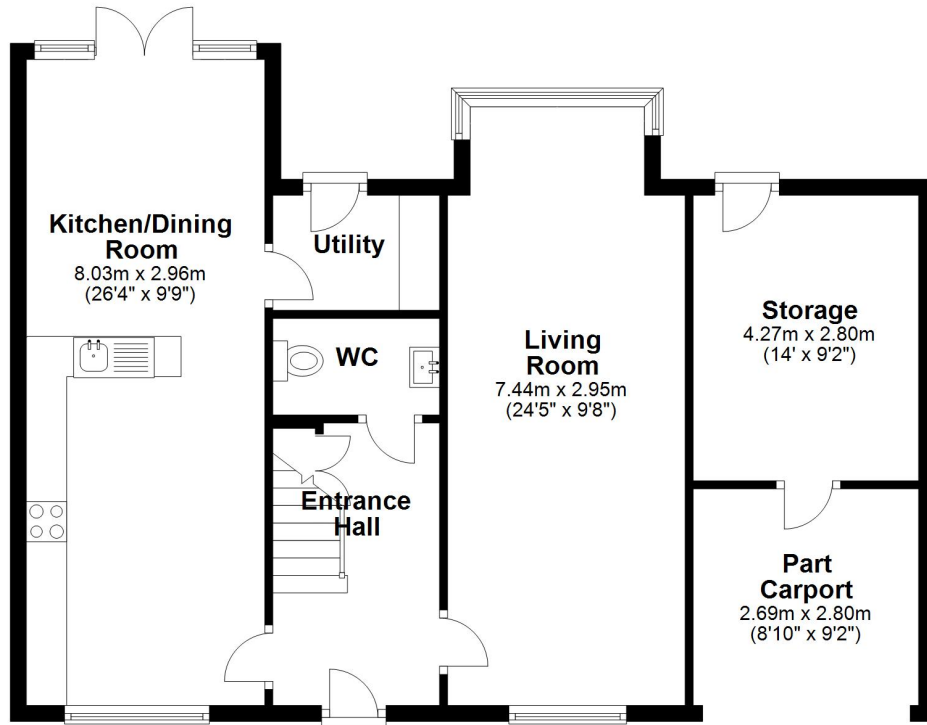 Kitchen/Dining
Room
8.03m x 2.96m
(26'4" x 9'9")
Utility
WC
Entrance
Hall
Living
Room
7.44m x 2.95m
(24'5" x 9'8")
Storage
4.27m x 2.80m
(14' x 9'2")
Part
Carport
2.69m x 2.80m
(8'10" x 9'2")